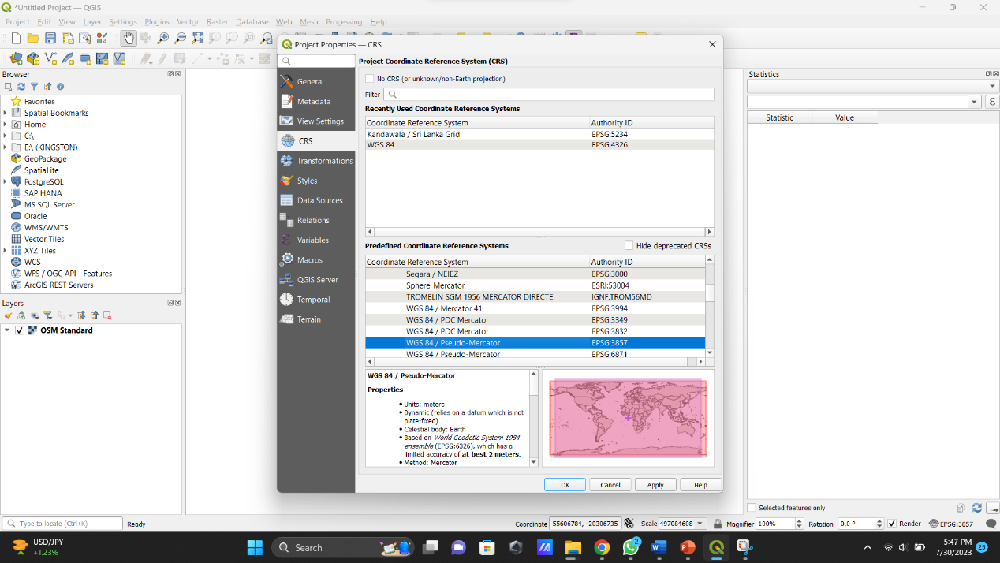 *Untitled Project — QGIS
Project Edit View Layer Settings Plugins Vector Raster Database Web Mesh Processing Help
Project Properties — CRS
Browser
Favorites
Spatial Bookmarks
Home
C:\
E:\ (KINGSTON)
GeoPackage
SpatiaLite
PostgreSQL
SAP HANA
MS SQL Server
Oracle
WMS/WMTS
Vector Tiles
XYZ Tiles
WCS
WFS / OGC API - Features
ArcGIS REST Servers
Layers
OSM Standard
General
Metadata
View Settings
CRS
Transformations
Styles
Data Sources
Relations
Variables
Macros
QGIS Server
Temporal
Terrain
Project Coordinate Reference System (CRS)
No CRS (or unknown/non-Earth projection)
Filter
Recently Used Coordinate Reference Systems
Coordinate Reference System Authority ID
Kandawala / Sri Lanka Grid EPSG:5234
WGS 84 EPSG:4326
Predefined Coordinate Reference Systems Hide deprecated CRSs
Coordinate Reference System Authority ID
Segara / NEIEZ EPSG:3000
Sphere_Mercator ESRI:53004
TROMELIN SGM 1956 MERCATOR DIRECTE IGNF:TROM56MD
WGS 84 / Mercator 41 EPSG:3994
WGS 84 / PDC Mercator EPSG:3349
WGS 84 / PDC Mercator EPSG:3832
WGS 84 / Pseudo-Mercator EPSG:3857
WGS 84 / Pseudo-Mercator EPSG:6871
WGS 84 / Pseudo-Mercator
Properties
• Units: meters
• Dynamic (relies on a datum which is not
plate-fixed)
• Celestial body: Earth
• Based on World Geodetic System 1984
ensemble (EPSG:6326), which has a
limited accuracy of at best 2 meters.
• Method: Mercator
OK Cancel Apply Help
Statistics
ε
Statistic Value
Selected features only
Type to locate (Ctrl+K) Ready Coordinate 55606784, -20306735 Scale 497084608 Magnifier 100% Rotation 0.0 ° Render EPSG:3857
USD/JPY
+1.23%
Search
2
5:47 PM
7/30/2023
25